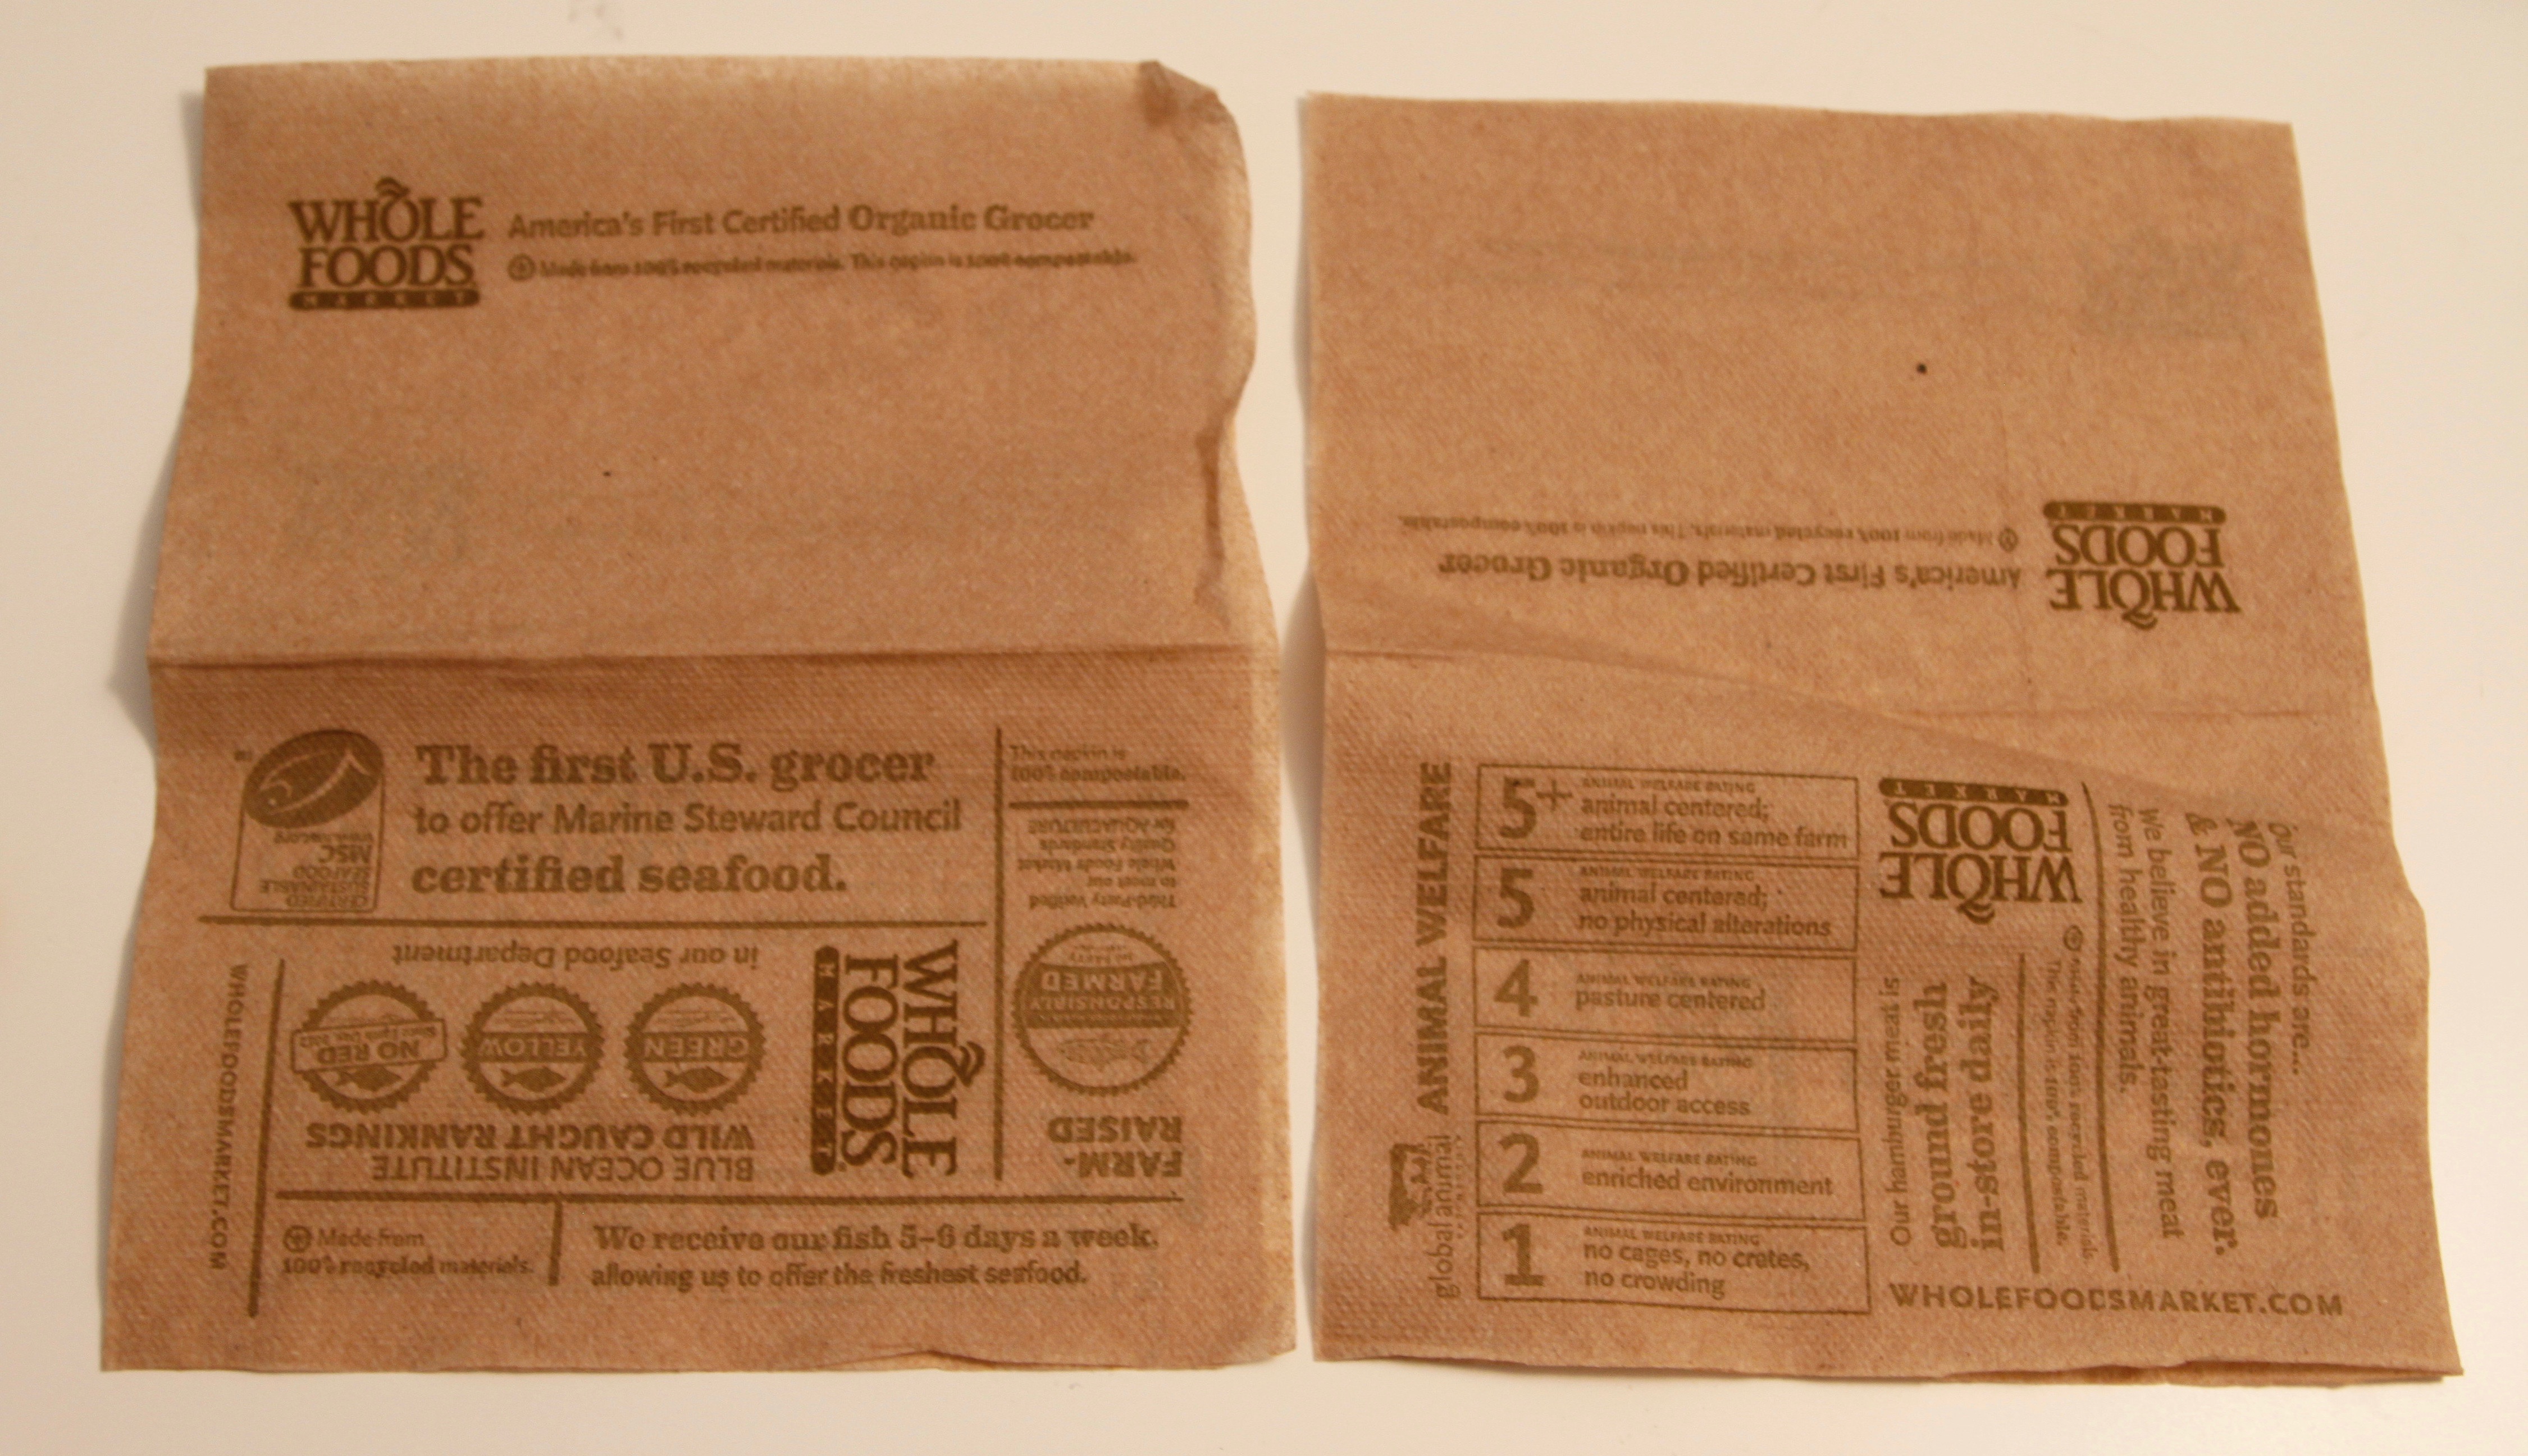 WHOLE
FOODS
MARKET
America's First Certified Organic Grocer
Made from 100% recycled materials. This napkin is 100% compostable.
The first U.S. grocer
to offer Marine Steward Council
certified seafood.
TM
CERTIFIED
SUSTAINABLE
SEAFOOD
MSC
This napkin is
100% compostable.
FARM-
RAISED
RESPONSIBLY
FARMED
Third-Party Verified
to meet our
Whole Foods Market
Quality Standards
for AQUACULTURE
WHOLE
FOODS
MARKET
BLUE OCEAN INSTITUTE
WILD CAUGHT RANKINGS
GREEN
YELLOW
NO RED
in our Seafood Department
WHOLEFOODSMARKET.COM
Made from
100% recycled materials.
We receive our fish 5–6 days a week,
allowing us to offer the freshest seafood.
WHOLE
FOODS
MARKET
America's First Certified Organic Grocer
Made from 100% recycled materials. This napkin is 100% compostable.
global animal
ANIMAL WELFARE
5+
ANIMAL WELFARE RATING
animal centered;
entire life on same farm
5
ANIMAL WELFARE RATING
animal centered;
no physical alterations
4
ANIMAL WELFARE RATING
pasture centered
3
ANIMAL WELFARE RATING
enhanced
outdoor access
2
ANIMAL WELFARE RATING
enriched environment
1
ANIMAL WELFARE RATING
no cages, no crates,
no crowding
WHOLE
FOODS
MARKET
Our hamburger meat is
ground fresh
in-store daily
Made from 100% recycled materials.
This napkin is 100% compostable.
Our standards are...
NO added hormones
& NO antibiotics, ever.
We believe in great-tasting meat
from healthy animals.
WHOLEFOODSMARKET.COM